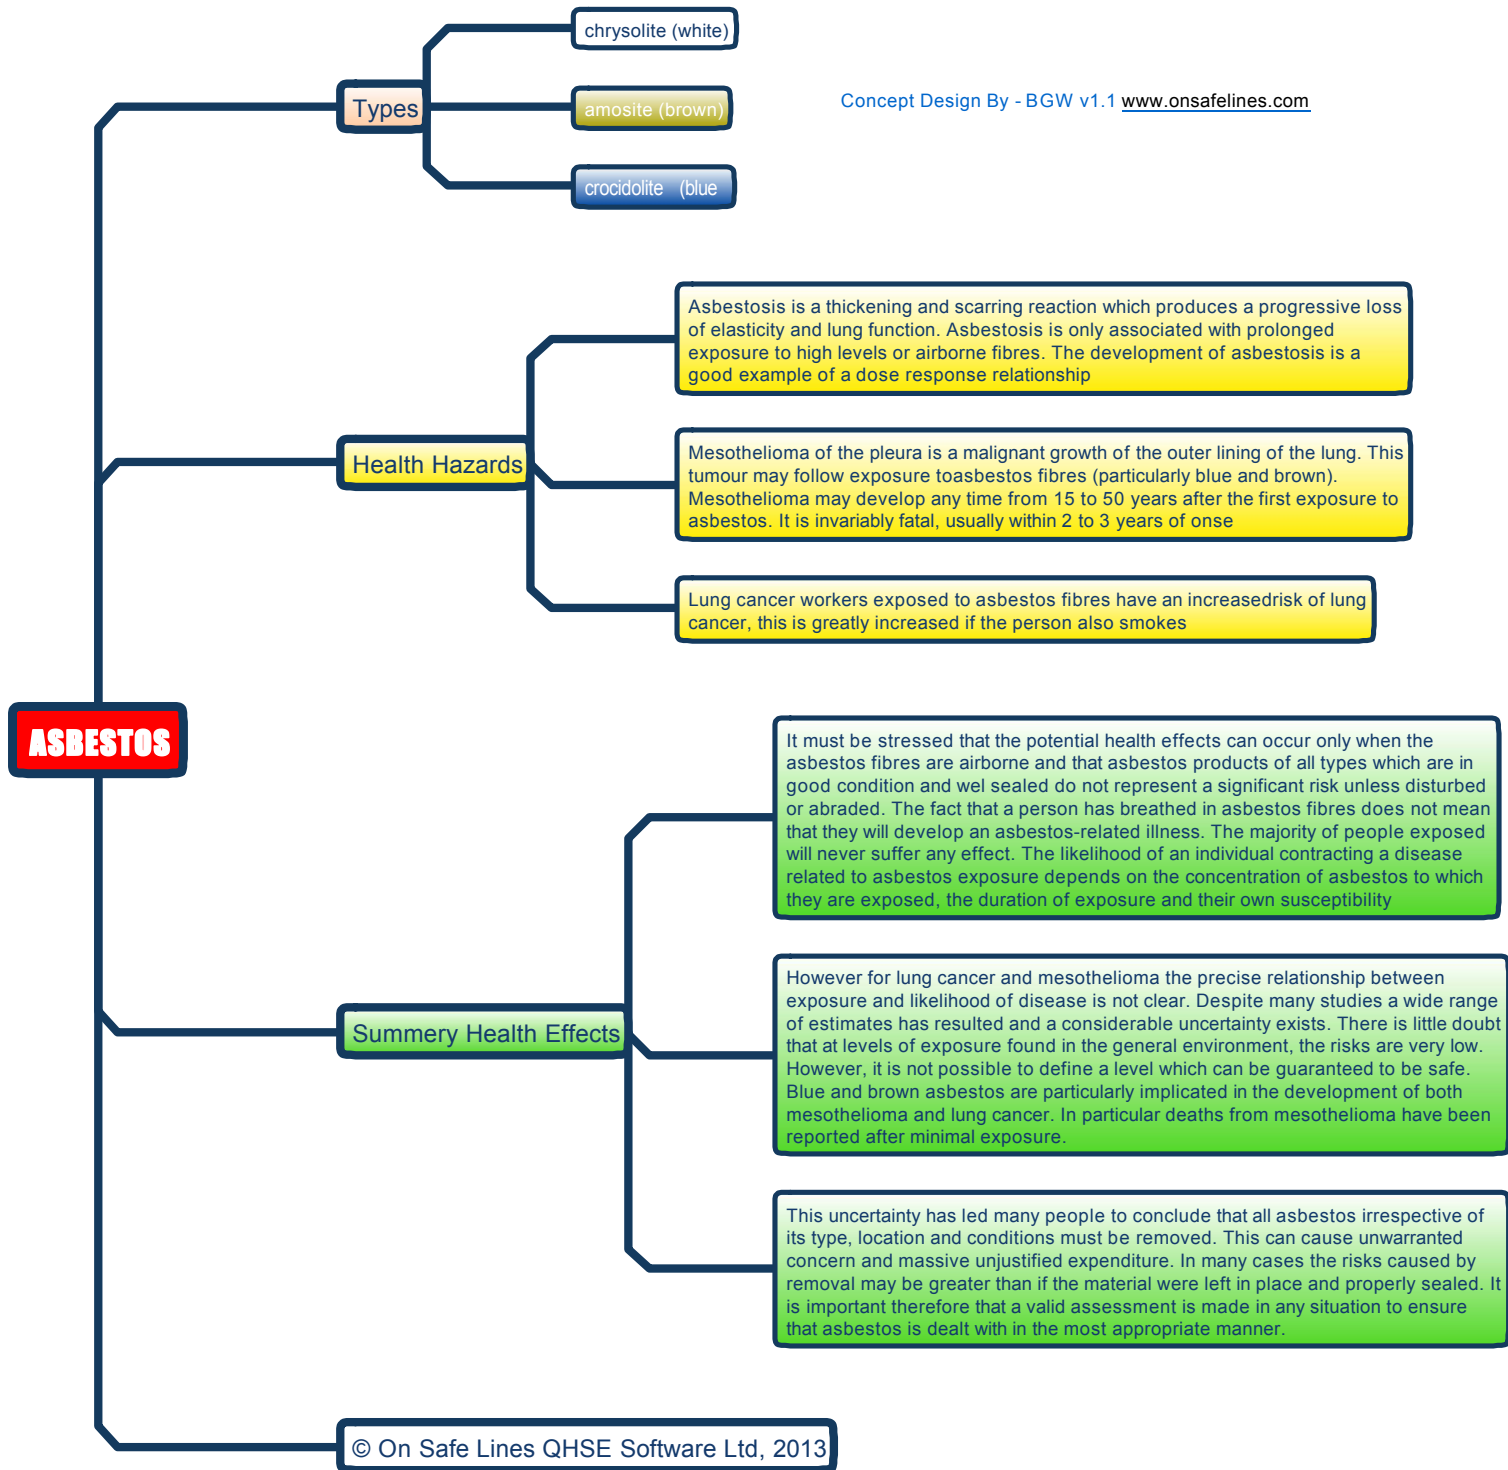 chrysolite (white)
Concept Design By - BGW v1.1 www.onsafelines.com
Types
amosite (brown)
crocidolite (blue
Asbestosis is a thickening and scarring reaction which produces a progressive loss
of elasticity and lung function. Asbestosis is only associated with prolonged
exposure to high levels or airborne fibres. The development of asbestosis is a
good example of a dose response relationship
Health Hazards
Mesothelioma of the pleura is a malignant growth of the outer lining of the lung. This
tumour may follow exposure toasbestos fibres (particularly blue and brown).
Mesothelioma may develop any time from 15 to 50 years after the first exposure to
asbestos. It is invariably fatal, usually within 2 to 3 years of onse
Lung cancer workers exposed to asbestos fibres have an increasedrisk of lung
cancer, this is greatly increased if the person also smokes
ASBESTOS
It must be stressed that the potential health effects can occur only when the
asbestos fibres are airborne and that asbestos products of all types which are in
good condition and wel sealed do not represent a significant risk unless disturbed
or abraded. The fact that a person has breathed in asbestos fibres does not mean
that they will develop an asbestos-related illness. The majority of people exposed
will never suffer any effect. The likelihood of an individual contracting a disease
related to asbestos exposure depends on the concentration of asbestos to which
they are exposed, the duration of exposure and their own susceptibility
Summery Health Effects
However for lung cancer and mesothelioma the precise relationship between
exposure and likelihood of disease is not clear. Despite many studies a wide range
of estimates has resulted and a considerable uncertainty exists. There is little doubt
that at levels of exposure found in the general environment, the risks are very low.
However, it is not possible to define a level which can be guaranteed to be safe.
Blue and brown asbestos are particularly implicated in the development of both
mesothelioma and lung cancer. In particular deaths from mesothelioma have been
reported after minimal exposure.
This uncertainty has led many people to conclude that all asbestos irrespective of
its type, location and conditions must be removed. This can cause unwarranted
concern and massive unjustified expenditure. In many cases the risks caused by
removal may be greater than if the material were left in place and properly sealed. It
is important therefore that a valid assessment is made in any situation to ensure
that asbestos is dealt with in the most appropriate manner.
© On Safe Lines QHSE Software Ltd, 2013